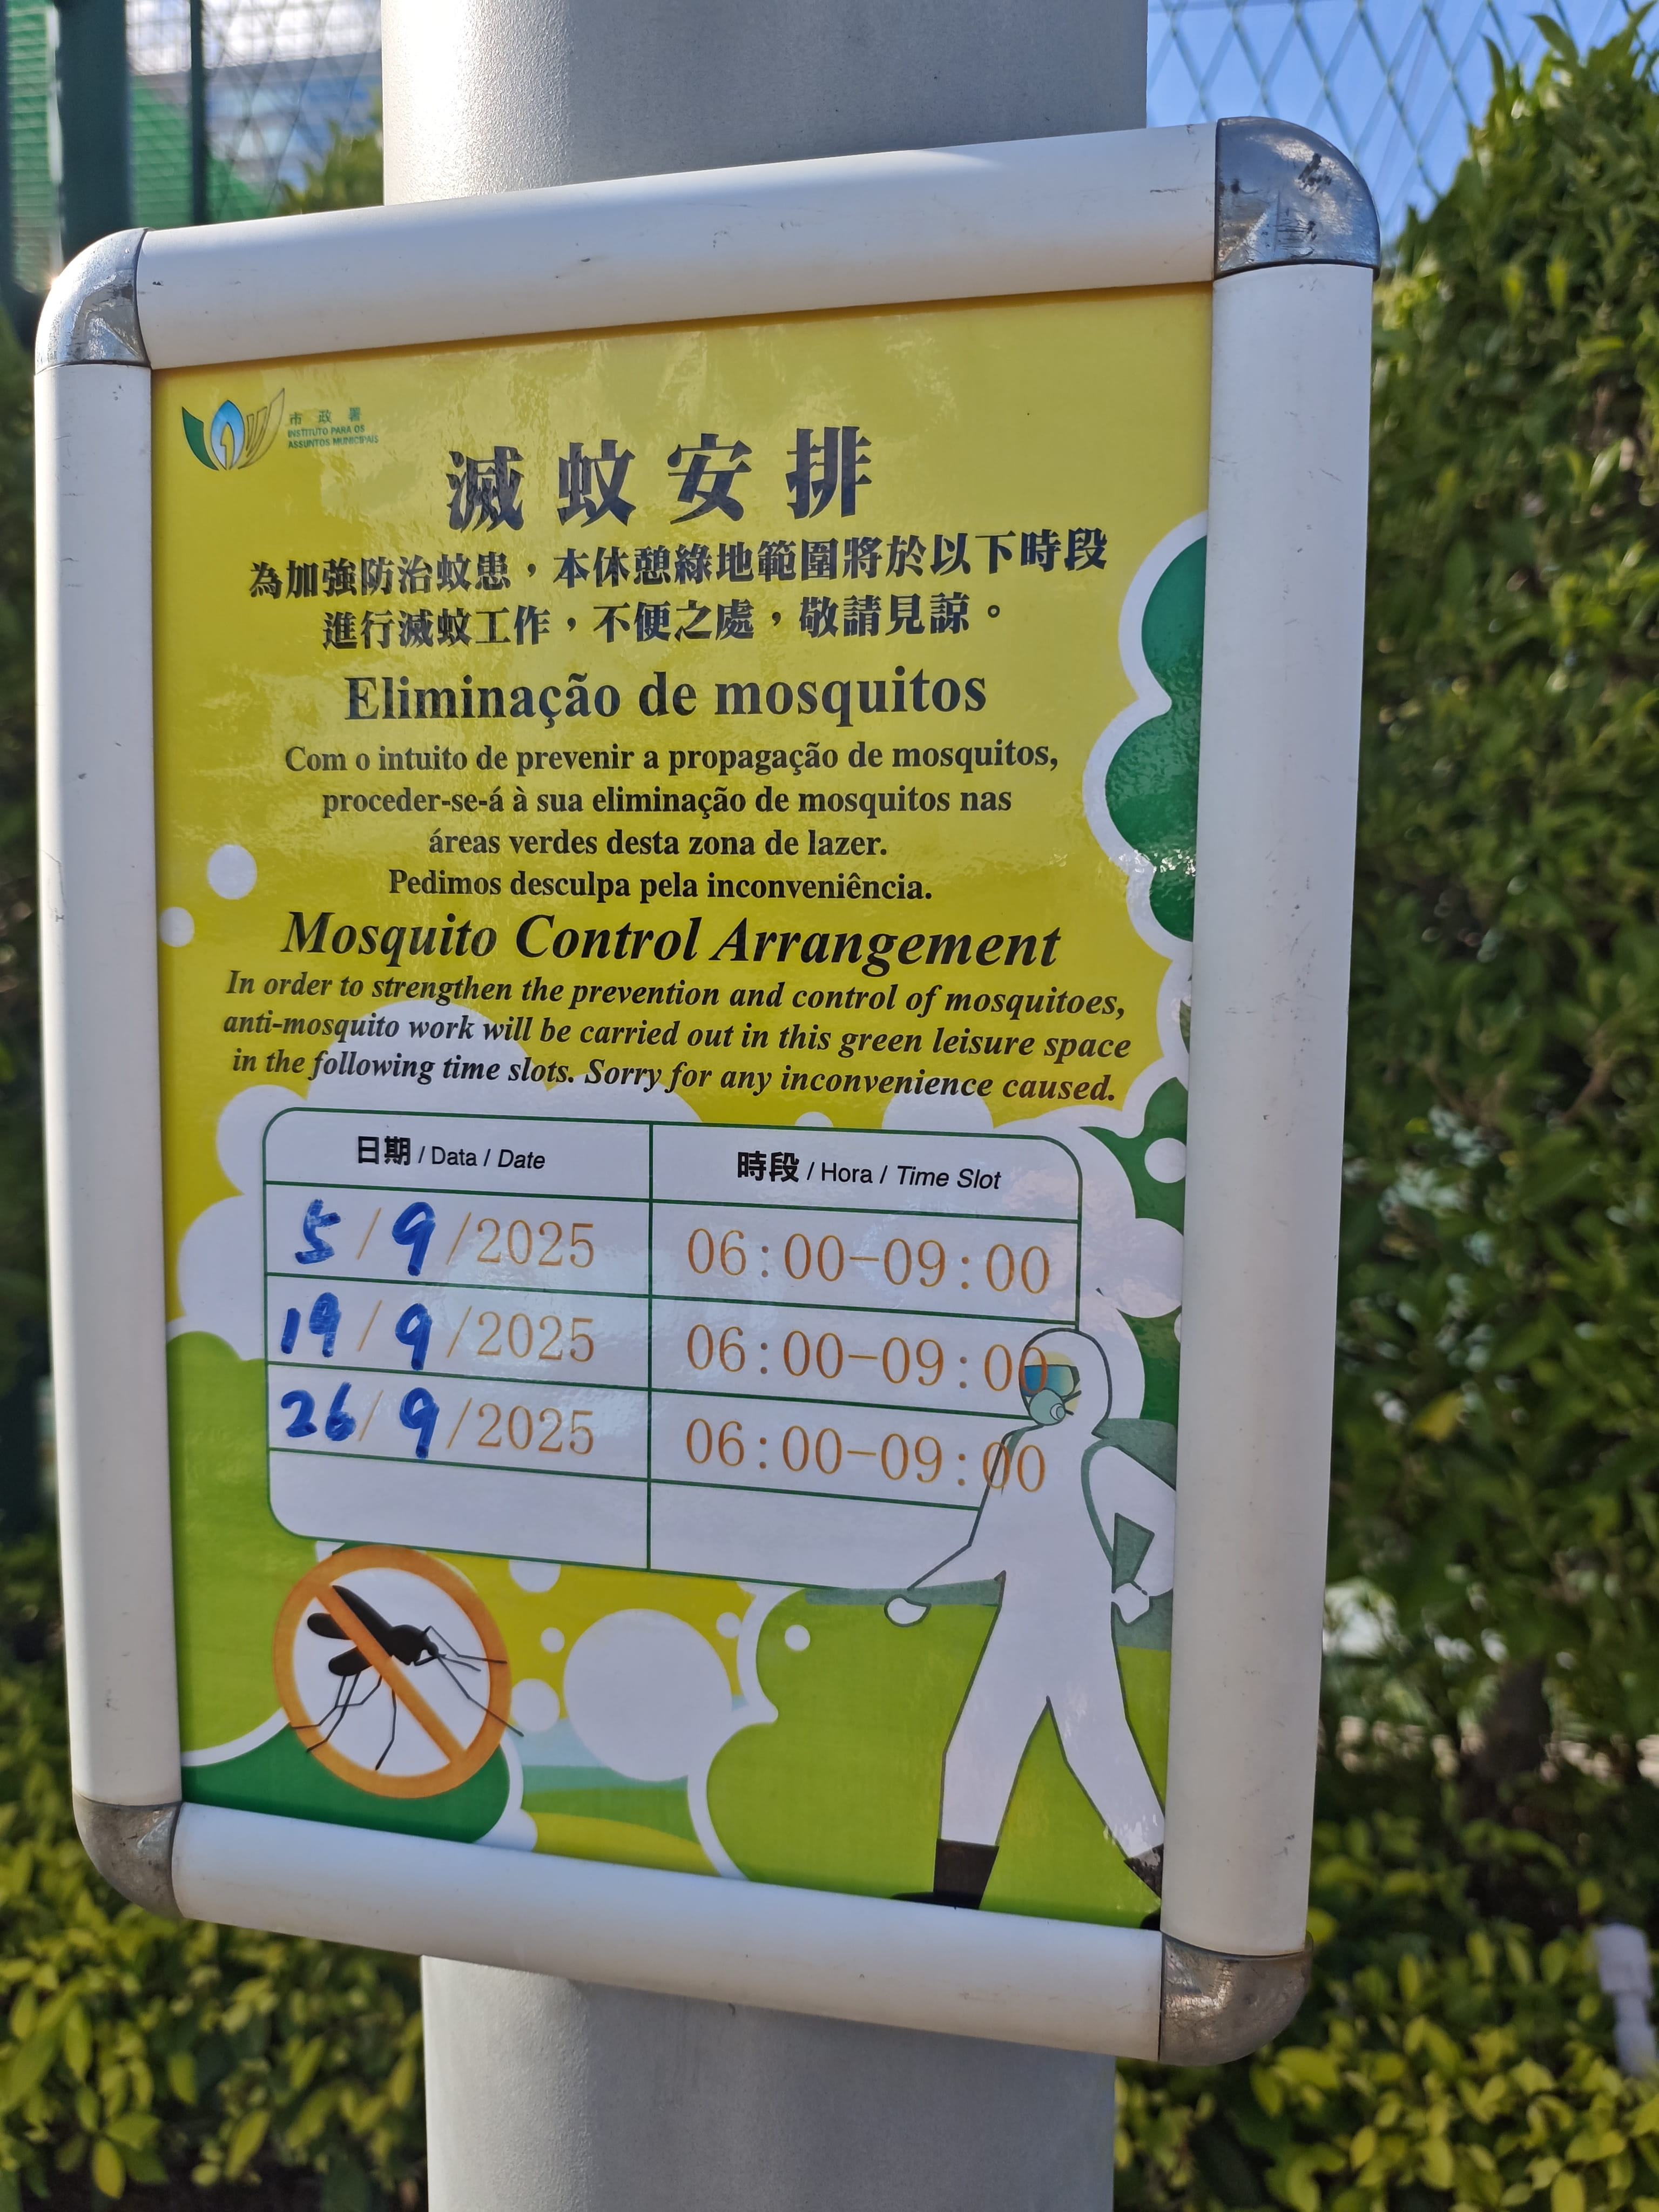 市政署
INSTITUTO PARA OS
ASSUNTOS MUNICIPAIS
滅蚊安排
為加強防治蚊患，本休憩綠地範圍將於以下時段
進行滅蚊工作，不便之處，敬請見諒。
Eliminação de mosquitos
Com o intuito de prevenir a propagação de mosquitos,
proceder-se-á à sua eliminação de mosquitos nas
áreas verdes desta zona de lazer.
Pedimos desculpa pela inconveniência.
Mosquito Control Arrangement
In order to strengthen the prevention and control of mosquitoes,
anti-mosquito work will be carried out in this green leisure space
in the following time slots. Sorry for any inconvenience caused.
日期 / Data / Date 時段 / Hora / Time Slot
5/9/2025 06:00-09:00
19/9/2025 06:00-09:00
26/9/2025 06:00-09:00